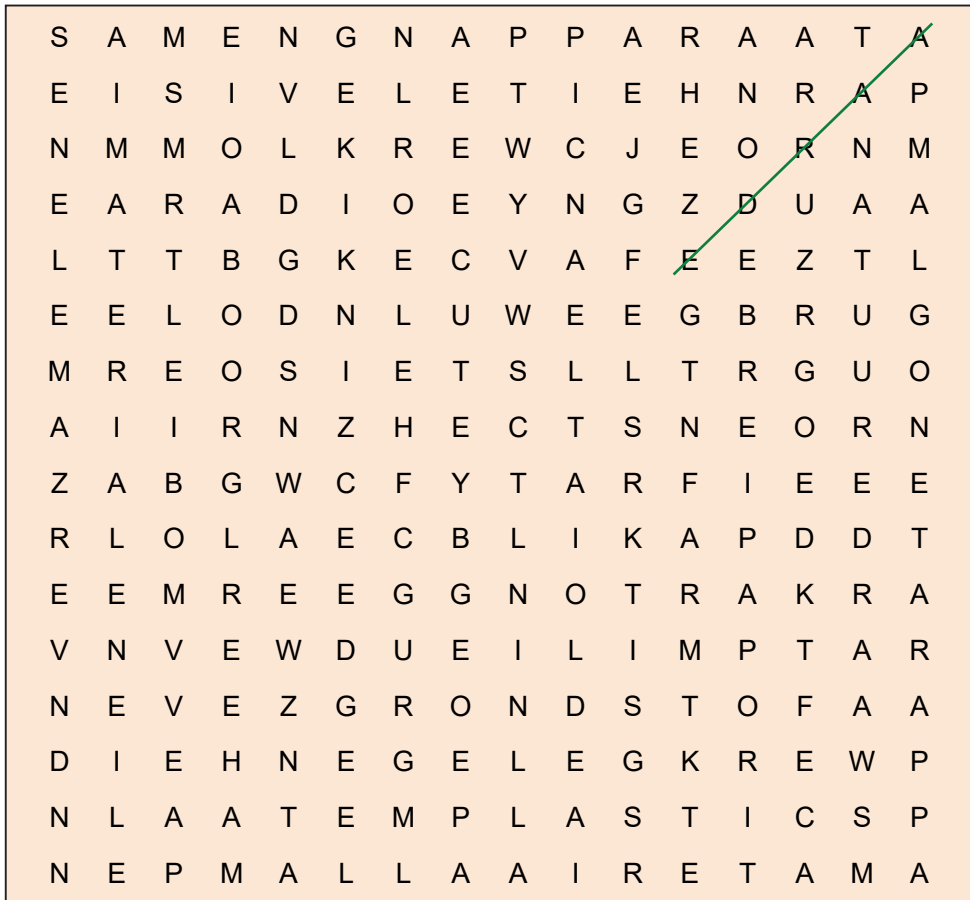 S A M E N G N A P P A R A A T A
E I S I V E L E T I E H N R A P
N M M O L K R E W C J E O R N M
E A R A D I O E Y N G Z D U A A
L T T B G K E C V A F E E Z T L
E E L O D N L U W E E G B R U G
M R E O S I E T S L L T R G U O
A I I R N Z H E C T S N E O R N
Z A B G W C F Y T A R F I E E E
R L O L A E C B L I K A P D D T
E E M R E E G G N O T R A K R A
V N V E W D U E I L I M P T A R
N E V E Z G R O N D S T O F A A
D I E H N E G E L E G K R E W P
N L A A T E M P L A S T I C S P
N E P M A L L A A I R E T A M A